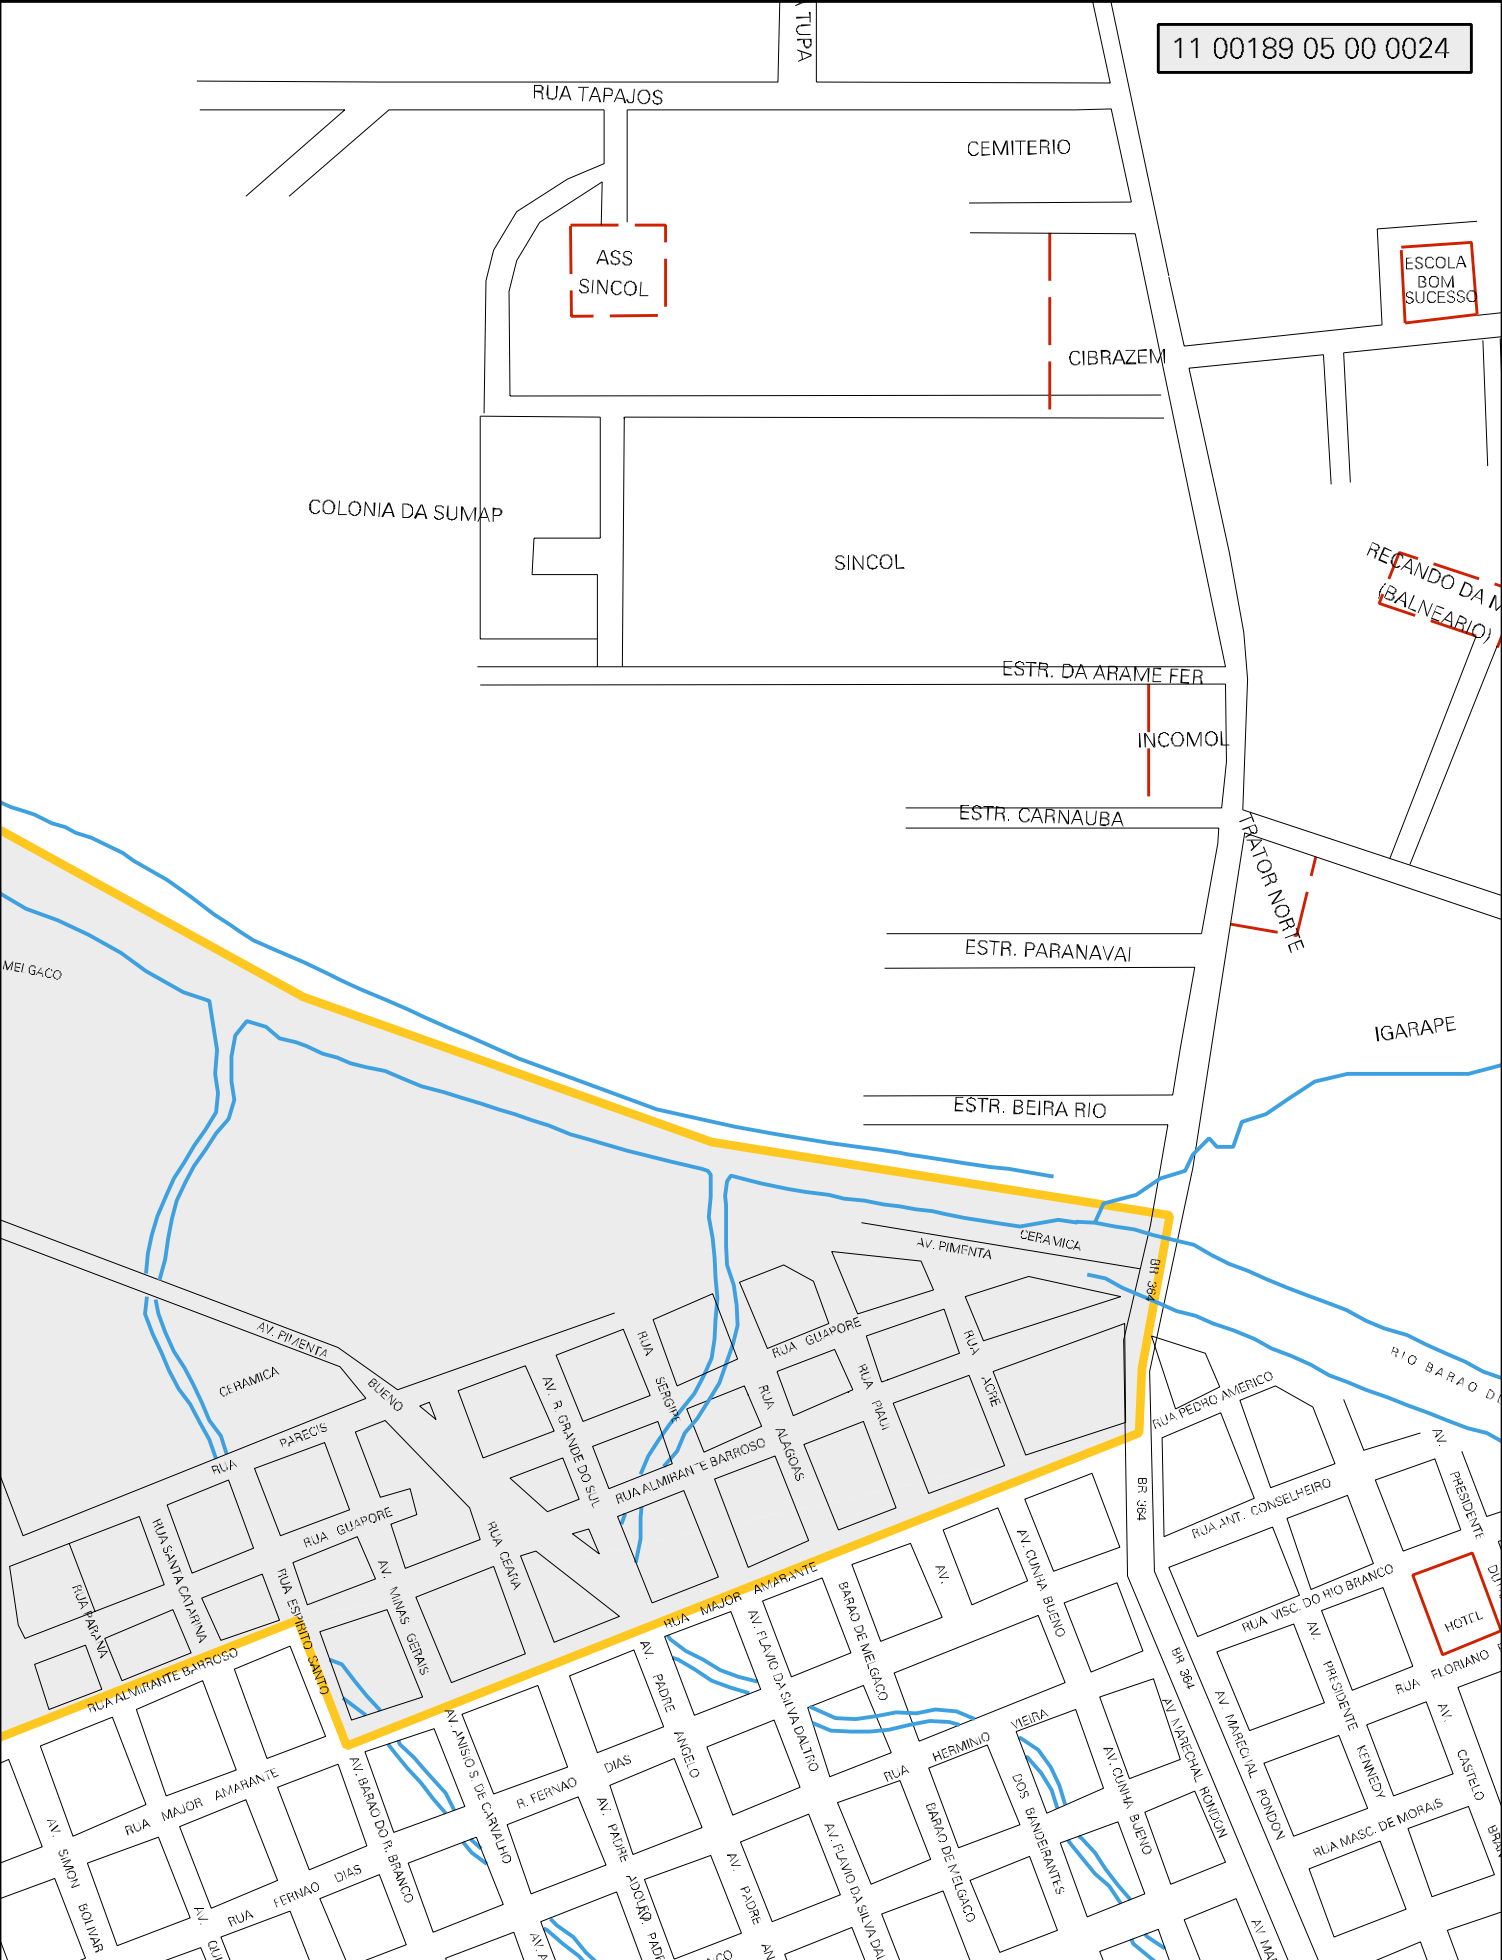 TUPA
11 00189 05 00 0024
RUA TAPAJOS
CEMITERIO
ASS
SINCOL
ESCOLA
BOM
SUCESSO
CIBRAZEM
COLONIA DA SUMAP
SINCOL
RECANDO DA M
(BALNEARIO)
ESTR. DA ARAME FER
INCOMOL
ESTR. CARNAUBA
TRATOR NORTE
ESTR. PARANAVAI
MELGACO
IGARAPE
ESTR. BEIRA RIO
CERAMICA
AV. PIMENTA
BR 364
AV. PIMENTA
BUENO
CERAMICA
RUA GUAPORE
RUA SERGIPE
RUA PIAUI
RUA ACRE
RIO BARAO D
RUA PEDRO AMERICO
AV. R. GRANDE DO SUL
RUA ALAGOAS
RUA PARECIS
RUA ALMIRANTE BARROSO
BR 364
AV. PRESIDENTE
RUA ANT. CONSELHEIRO
RUA GUAPORE
RUA SANTA CATARINA
RUA CEARA
RUA PARANA
RUA ESPIRITO SANTO
AV. MINAS GERAIS
RUA MAJOR AMARANTE
AV. CUNHA BUENO
AV.
BARAO DE MELGACO
RUA VISC. DO RIO BRANCO
HOTEL
RUA FLORIANO
RUA ALMIRANTE BARROSO
AV. PADRE ANGELO
AV. FLAVIO DA SILVA DALTRO
BR 364
AV. PRESIDENTE KENNEDY
AV. CASTELO
AV. MARECHAL RONDON
AV. MARECHAL RONDON
RUA HERMINIO VIEIRA
AV. ANISIO S. DE CARVALHO
R. FERNAO DIAS
AV. BARAO DO R. BRANCO
RUA MAJOR AMARANTE
AV. CUNHA BUENO
DOS BANDEIRANTES
BARAO DE MELGACO
RUA MASC. DE MORAIS
AV. SIMON BOLIVAR
RUA FERNAO DIAS
AV. PADRE ADOLFO
AV. PADRE
AV. FLAVIO DA SILVA DAL
AV.